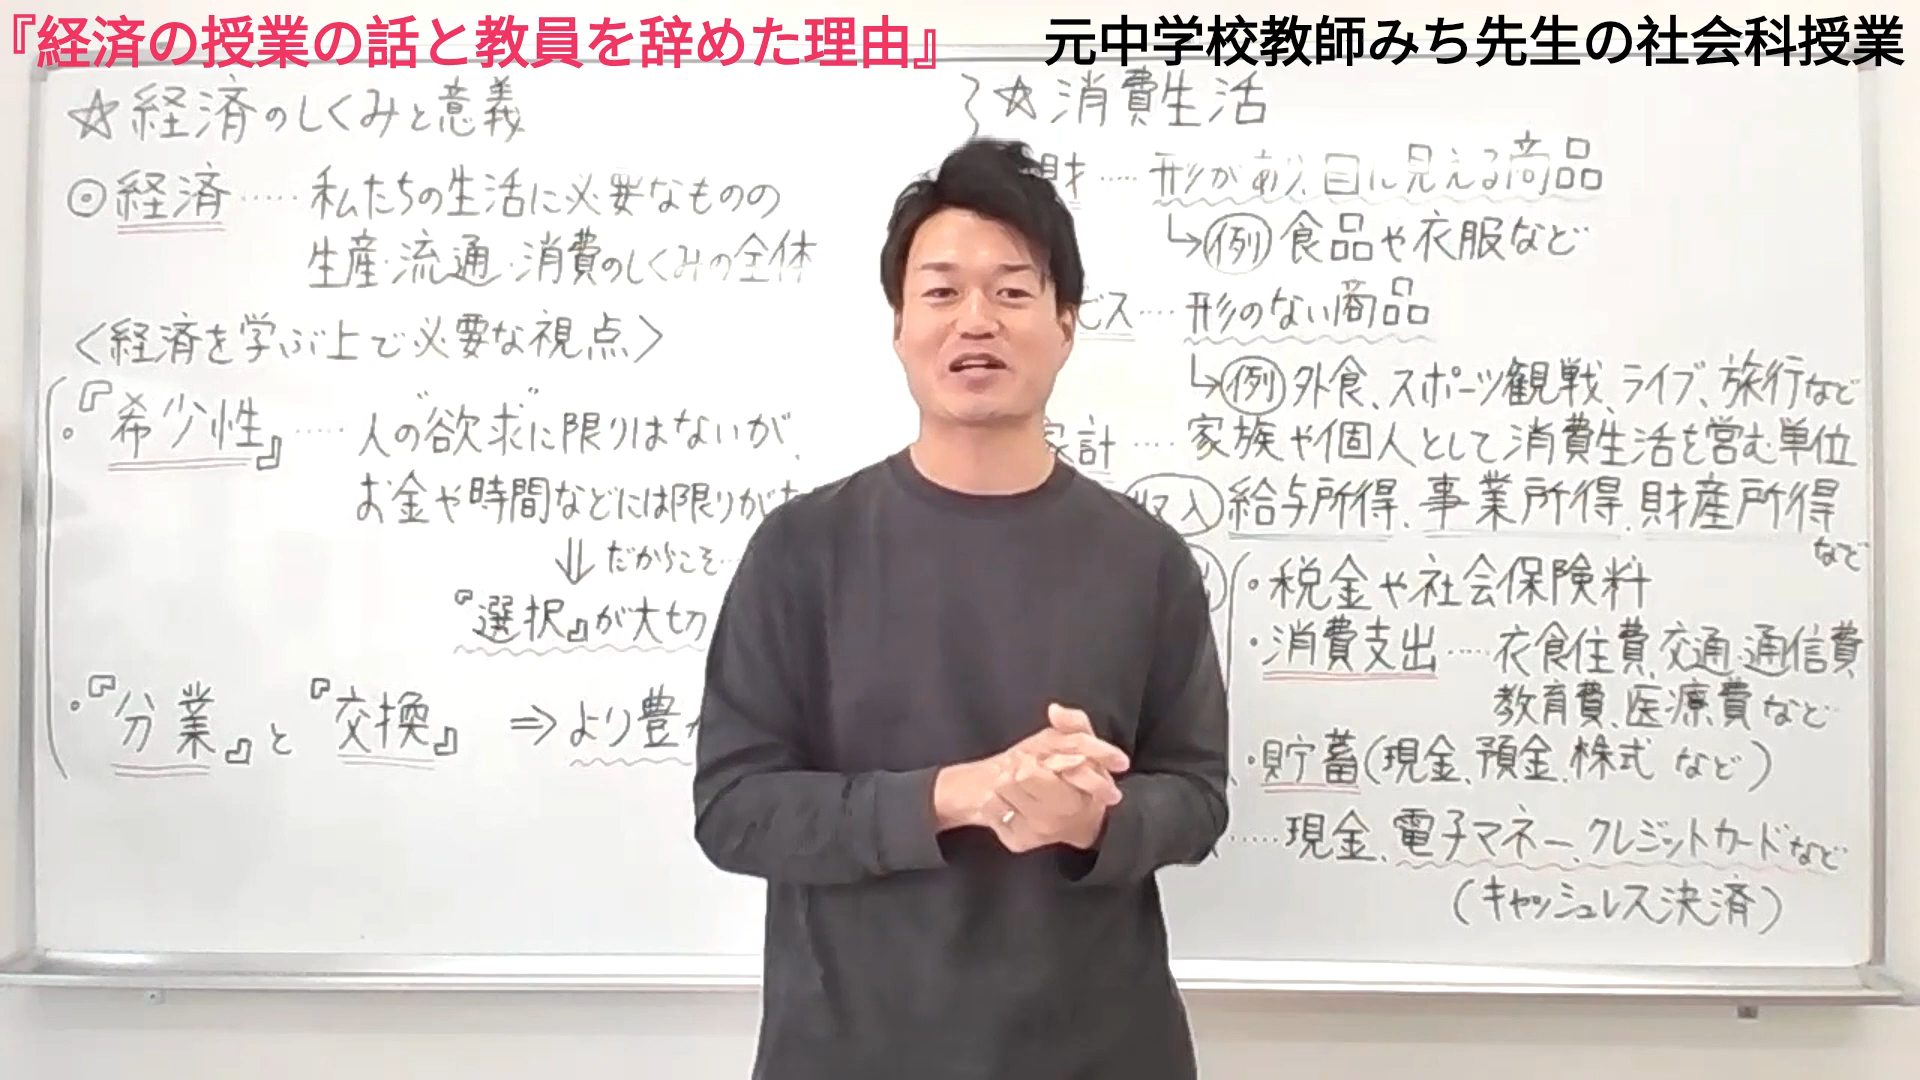 『経済の授業の話と教員を辞めた理由』
元中学校教師みち先生の社会科授業
☆経済のしくみと意義
◎経済……私たちの生活に必要なものの
生産・流通・消費のしくみの全体
〈経済を学ぶ上で必要な視点〉
・『希少性』……人の"欲求"に限りはないが、
お金や時間などには限りが
⇓だからこそ…
『選択』が大切
・『分業』と『交換』⇒より豊
☆消費生活
財……形があり、目に見える商品
↳例 食品や衣服など
ビス……形のない商品
↳例 外食、スポーツ観戦、ライブ、旅行など
家計……家族や個人として消費生活を営む単位
収入 給与所得、事業所得、財産所得
など
・税金や社会保険料
・消費支出……衣食住費、交通・通信費
教育費、医療費など
・貯蓄(現金、預金、株式 など)
……現金、電子マネー、クレジットカードなど
(キャッシュレス決済)